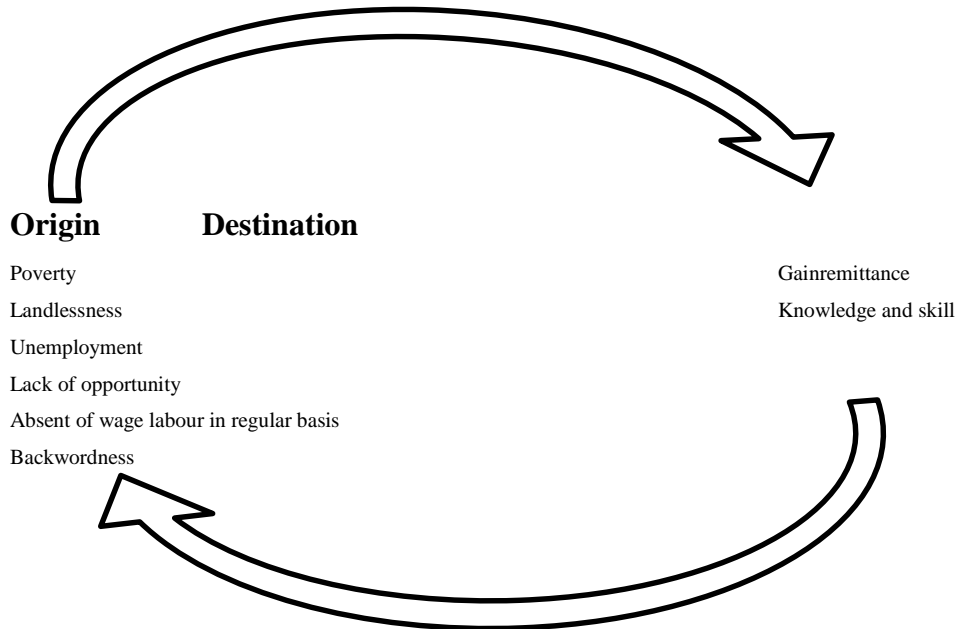 Origin Destination
Poverty
Landlessness
Unemployment
Lack of opportunity
Absent of wage labour in regular basis
Backwordness
Gainremittance
Knowledge and skill